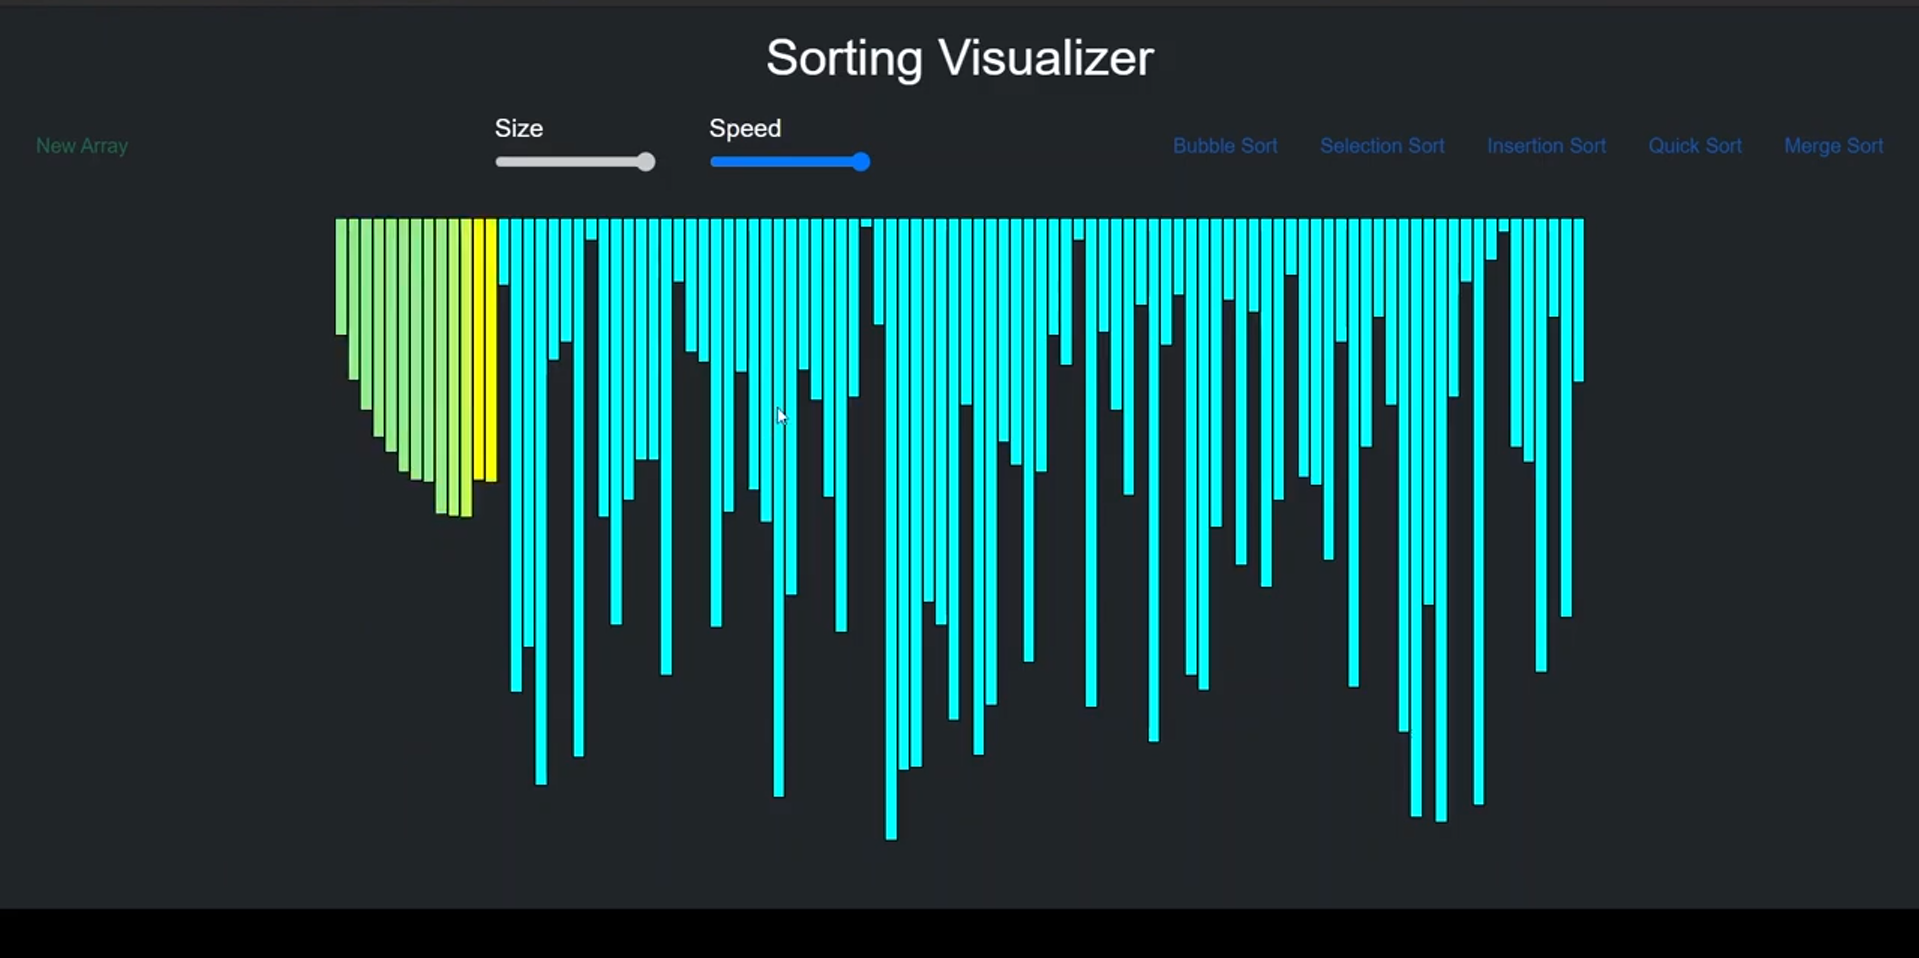 Sorting Visualizer
New Array
Size
Speed
Bubble Sort
Selection Sort
Insertion Sort
Quick Sort
Merge Sort